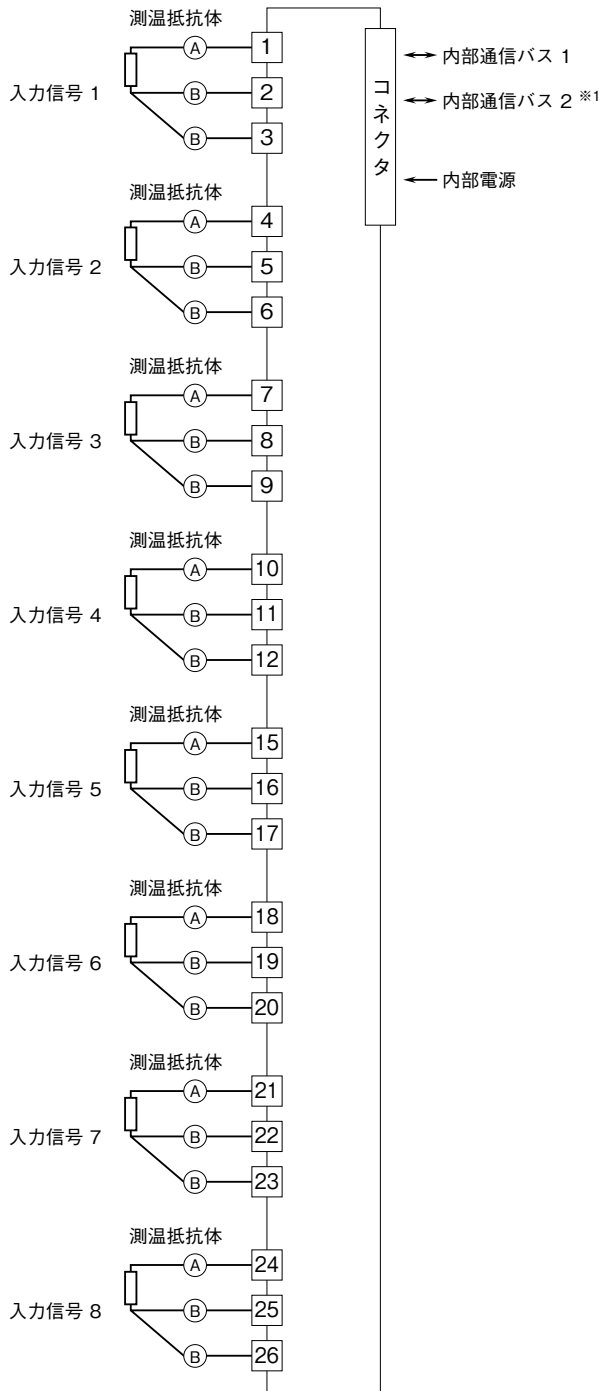 測温抵抗体
入力信号 1
A 1
B 2
B 3
コネクタ
内部通信バス 1
内部通信バス 2 ※1
内部電源
測温抵抗体
入力信号 2
A 4
B 5
B 6
測温抵抗体
入力信号 3
A 7
B 8
B 9
測温抵抗体
入力信号 4
A 10
B 11
B 12
測温抵抗体
入力信号 5
A 15
B 16
B 17
測温抵抗体
入力信号 6
A 18
B 19
B 20
測温抵抗体
入力信号 7
A 21
B 22
B 23
測温抵抗体
入力信号 8
A 24
B 25
B 26